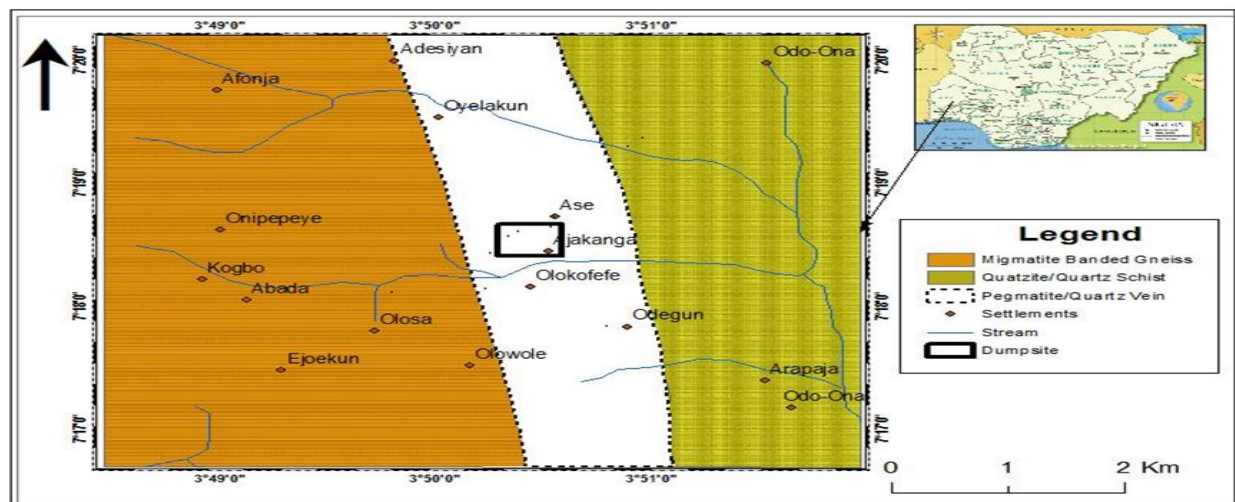 3°49'0" 3°50'0" 3°51'0"
7°20'0" 7°20'0"
Adesiyan
Odo-Ona
Afonja
Oyelakun
7°19'0" 7°19'0"
Ase
Onipepeye
Ajakanga
Kogbo
Olokofefe
Abada
7°18'0" 7°18'0"
Olosa
Odegun
Ejoekun
Olowole
Arapaja
Odo-Ona
7°17'0" 7°17'0"
3°49'0" 3°50'0" 3°51'0"
Legend
Migmatite Banded Gneiss
Quatzite/Quartz Schist
Pegmatite/Quartz Vein
Settlements
Stream
Dumpsite
0 1 2 Km